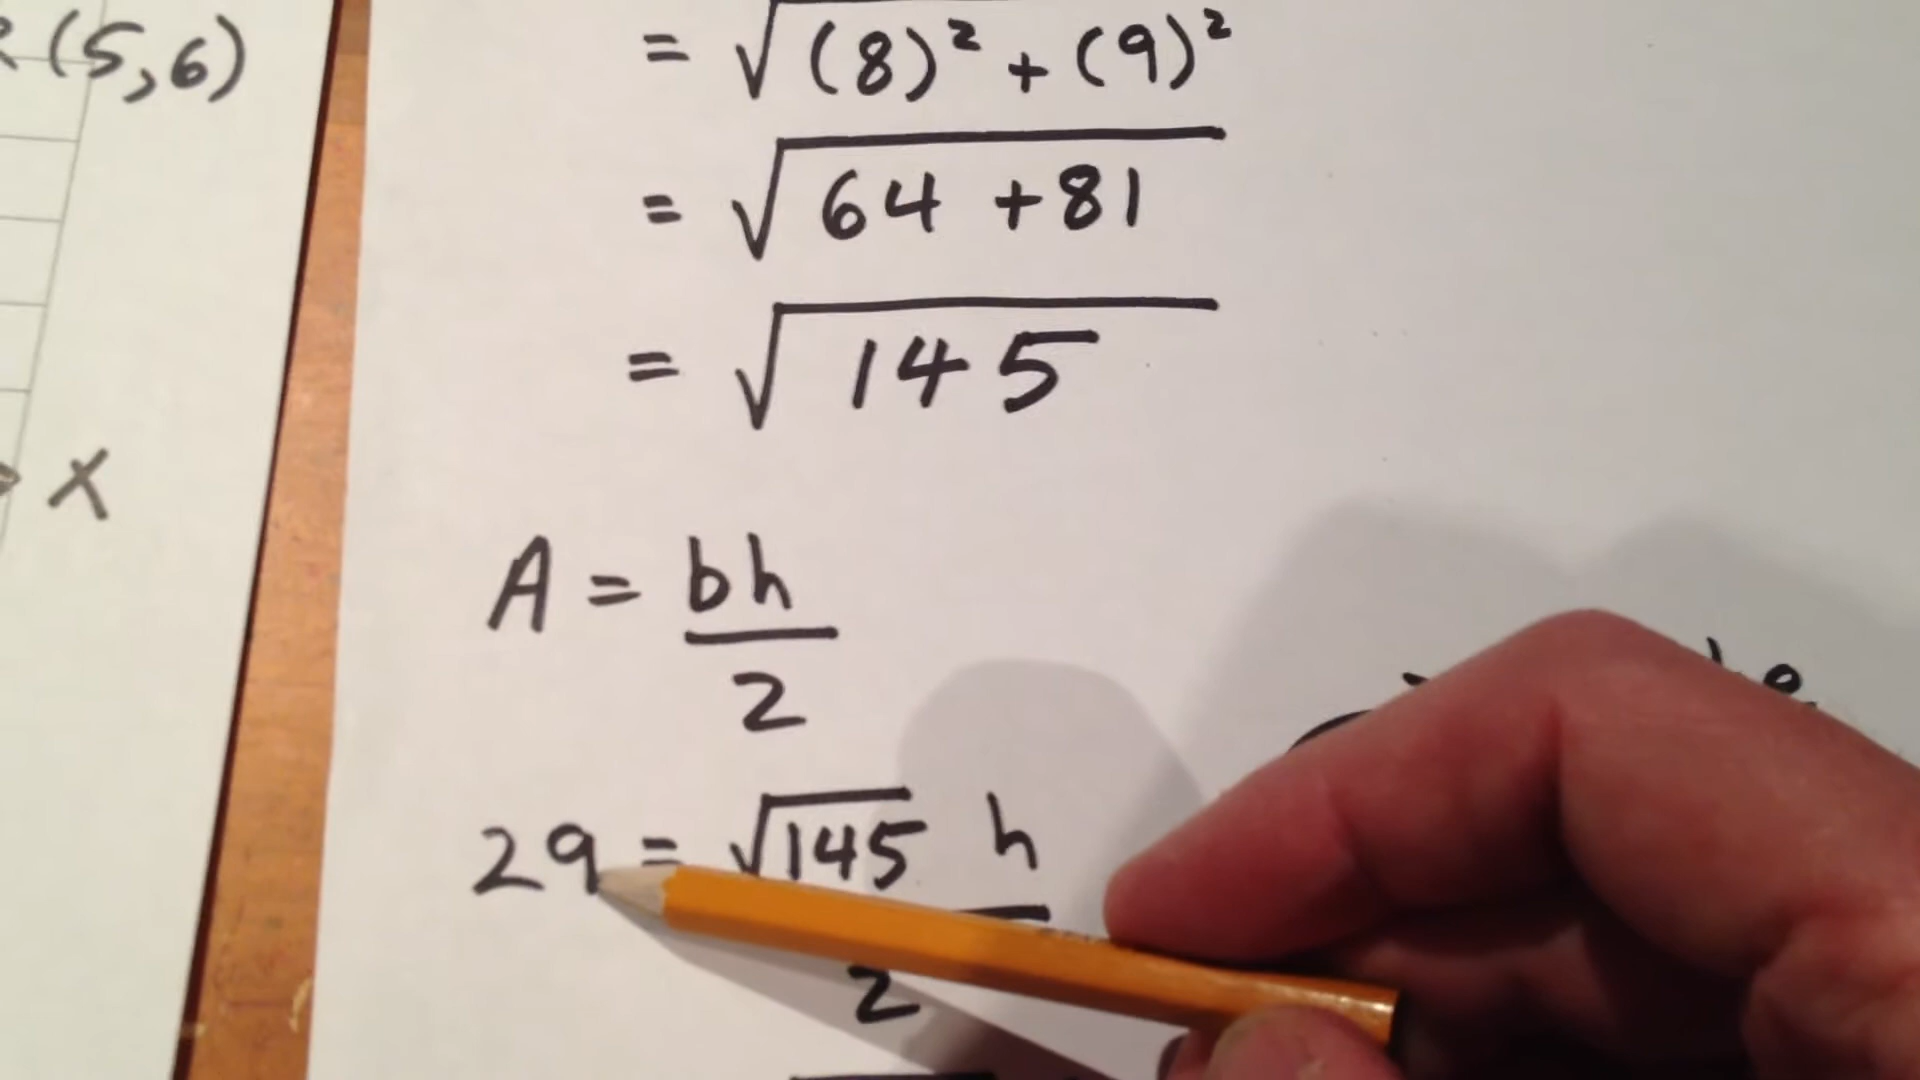 (5,6)
X
= √(8)² + (9)²
= √64 + 81
= √145
A = bh
2
29 = √145 h
2